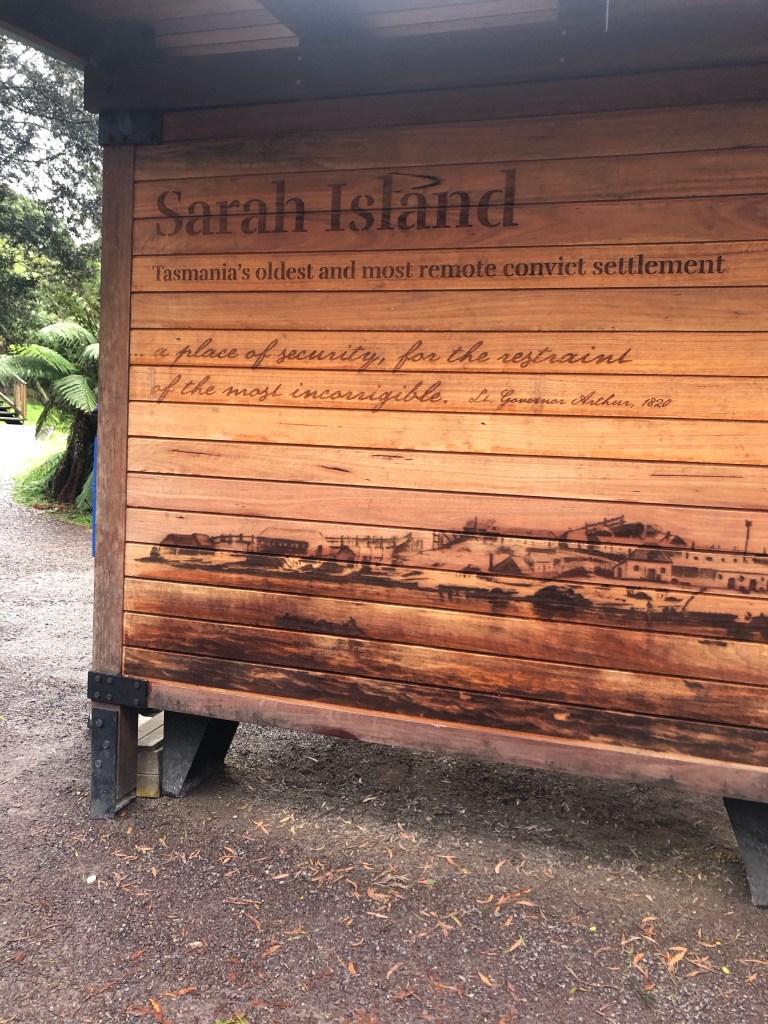 Sarah Island
Tasmania's oldest and most remote convict settlement
... a place of security, for the restraint
of the most incorrigible. Lt. Governor Arthur, 1820